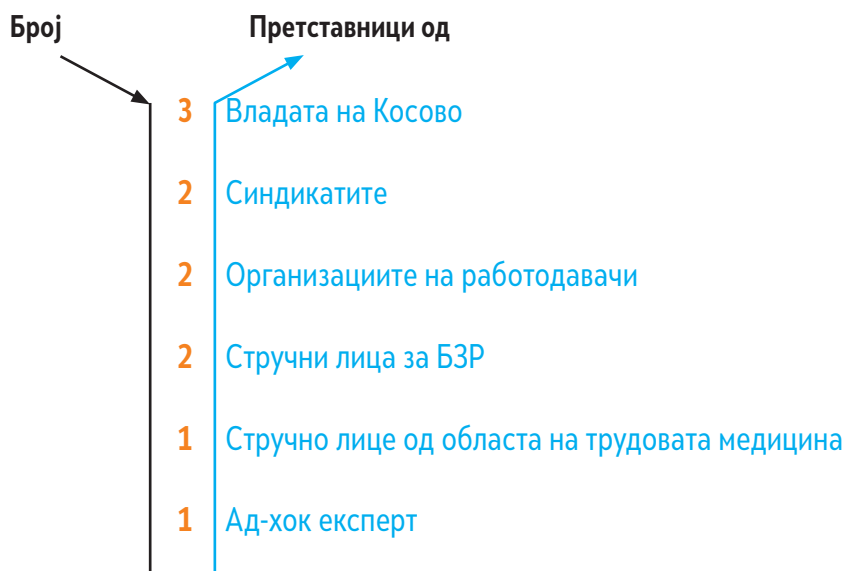 Број Претставници од
3 Владата на Косово
2 Синдикатите
2 Организациите на работодавачи
2 Стручни лица за БЗР
1 Стручно лице од областа на трудовата медицина
1 Ад-хок експерт